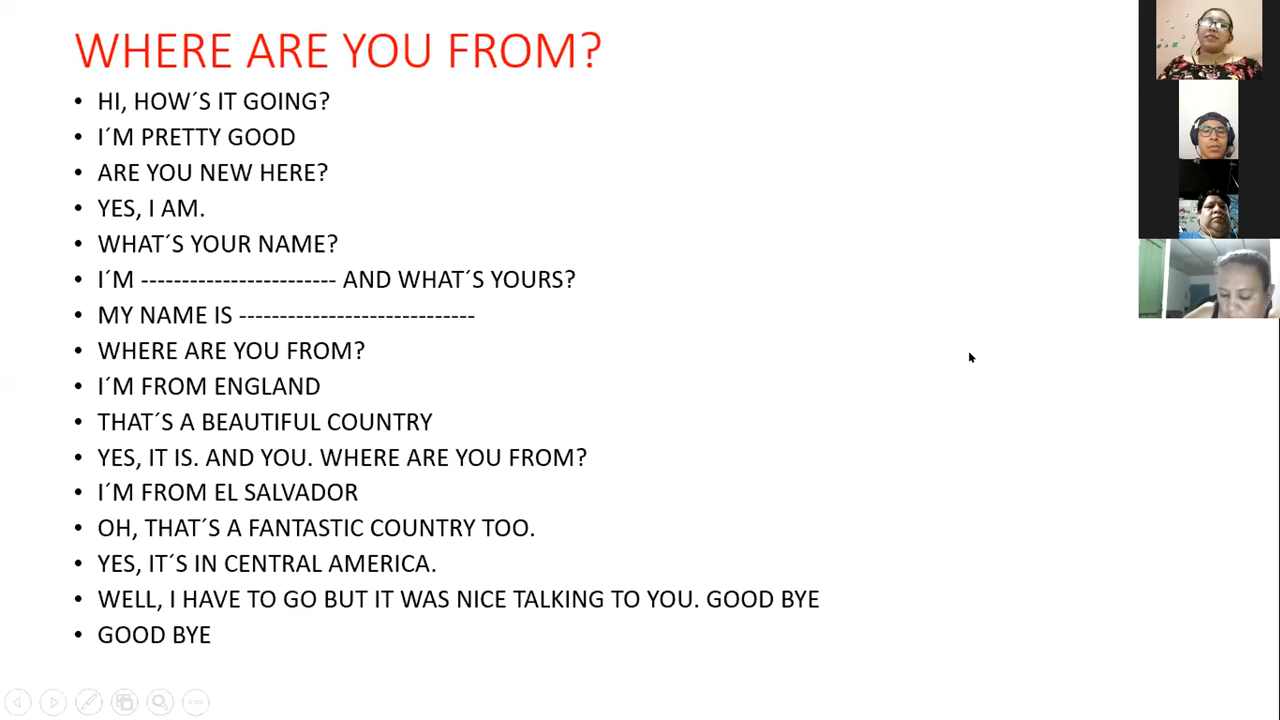 WHERE ARE YOU FROM?
• HI, HOW´S IT GOING?
• I´M PRETTY GOOD
• ARE YOU NEW HERE?
• YES, I AM.
• WHAT´S YOUR NAME?
• I´M ------------------------ AND WHAT´S YOURS?
• MY NAME IS -----------------------------
• WHERE ARE YOU FROM?
• I´M FROM ENGLAND
• THAT´S A BEAUTIFUL COUNTRY
• YES, IT IS. AND YOU. WHERE ARE YOU FROM?
• I´M FROM EL SALVADOR
• OH, THAT´S A FANTASTIC COUNTRY TOO.
• YES, IT´S IN CENTRAL AMERICA.
• WELL, I HAVE TO GO BUT IT WAS NICE TALKING TO YOU. GOOD BYE
• GOOD BYE